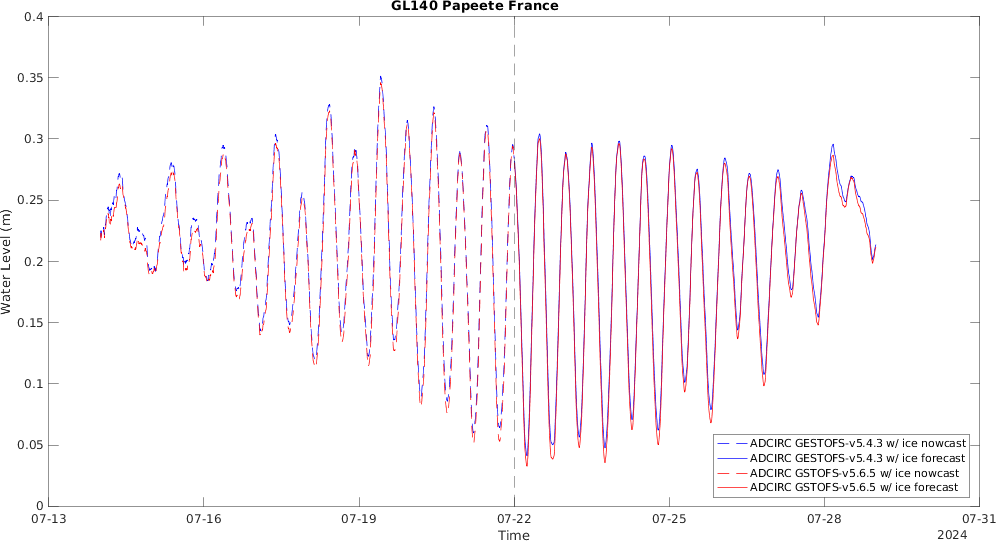 GL140 Papeete France
0.4
0.35
0.3
0.25
0.2
0.15
0.1
0.05
0
Water Level (m)
ADCIRC GESTOFS-v5.4.3 w/ ice nowcast
ADCIRC GESTOFS-v5.4.3 w/ ice forecast
ADCIRC GSTOFS-v5.6.5 w/ ice nowcast
ADCIRC GSTOFS-v5.6.5 w/ ice forecast
07-13 07-16 07-19 07-22 07-25 07-28 07-31
Time
2024